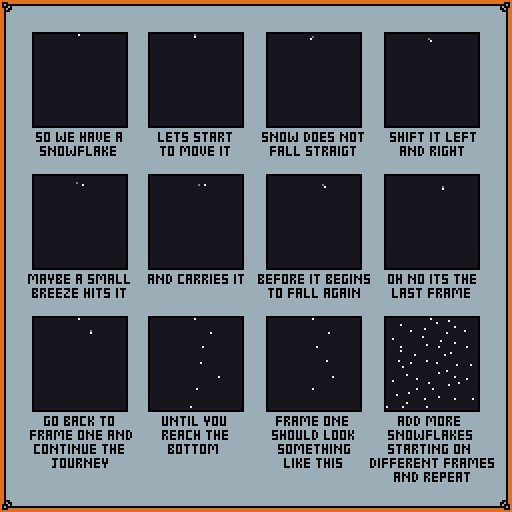 SO WE HAVE A
SNOWFLAKE
LETS START
TO MOVE IT
SNOW DOES NOT
FALL STRAIGT
SHIFT IT LEFT
AND RIGHT
MAYBE A SMALL
BREEZE HITS IT
AND CARRIES IT
BEFORE IT BEGINS
TO FALL AGAIN
OH NO ITS THE
LAST FRAME
GO BACK TO
FRAME ONE AND
CONTINUE THE
JOURNEY
UNTIL YOU
REACH THE
BOTTOM
FRAME ONE
SHOULD LOOK
SOMETHING
LIKE THIS
ADD MORE
SNOWFLAKES
STARTING ON
DIFFERENT FRAMES
AND REPEAT